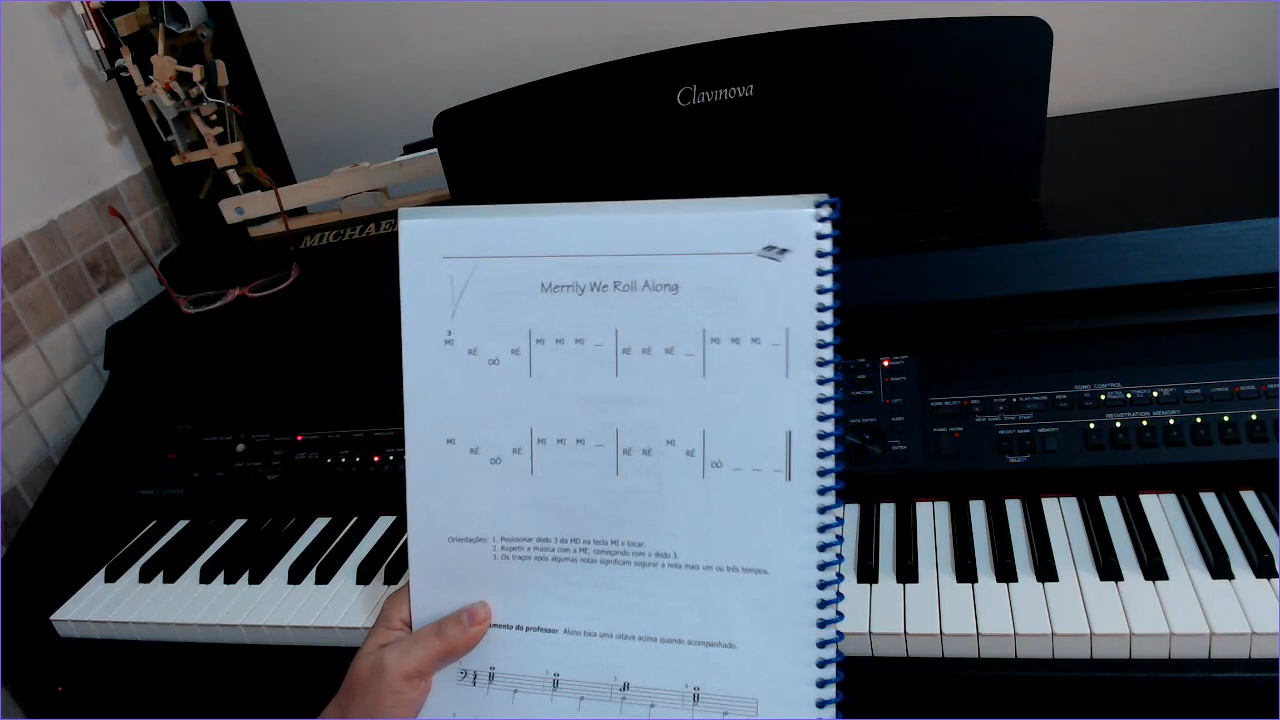 Clavinova
MICHAE
Merrily We Roll Along
3
MI RÉ DÓ RÉ MI MI MI _ RÉ RÉ RÉ _ MI MI MI _
MI RÉ DÓ RÉ MI MI MI _ RÉ RÉ MI RÉ DÓ _ _ _
Orientações: 1. Posicionar dedo 3 da MD na tecla MI e tocar.
2. Repetir a música com a ME, começando com o dedo 3.
3. Os traços após algumas notas significam segurar a nota mais um ou três tempos.
amento do professor. Aluno toca uma oitava acima quando acompanhado.
SONG CONTROL
REGISTRATION MEMORY